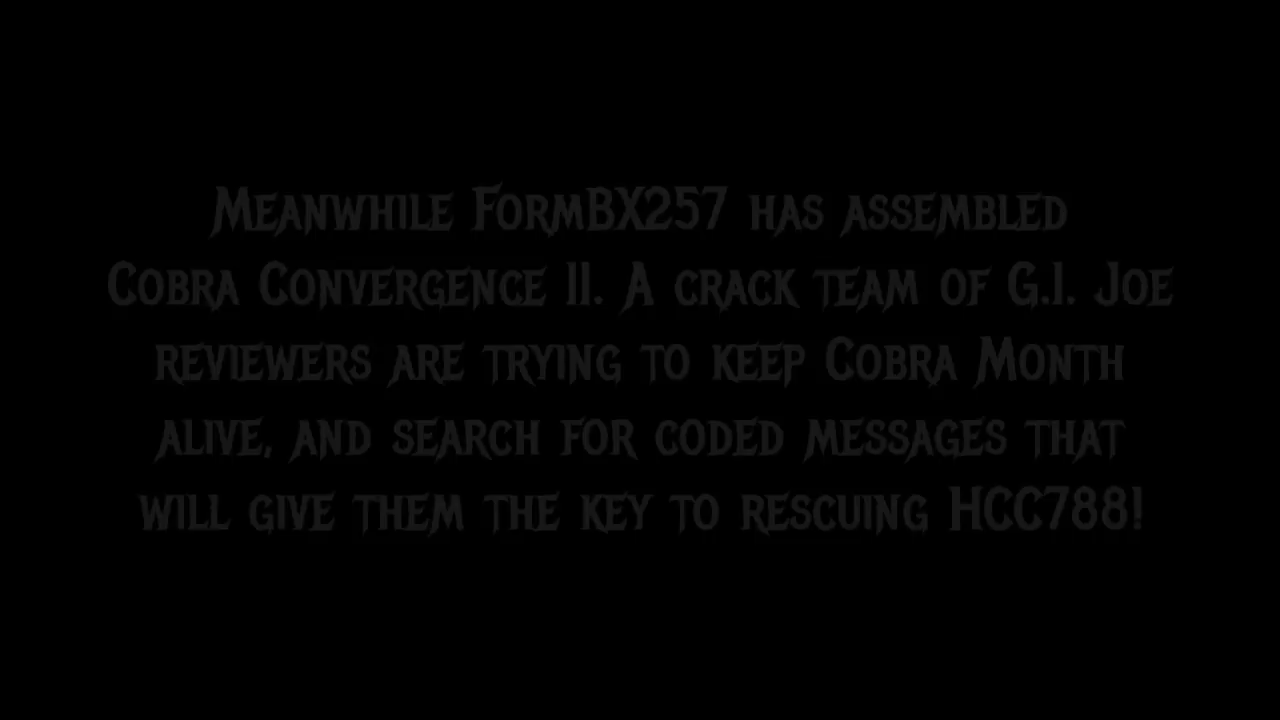 Meanwhile FormBX257 has assembled
Cobra Convergence II. A crack team of G.I. Joe
reviewers are trying to keep Cobra Month
alive, and search for coded messages that
will give them the key to rescuing HCC788!